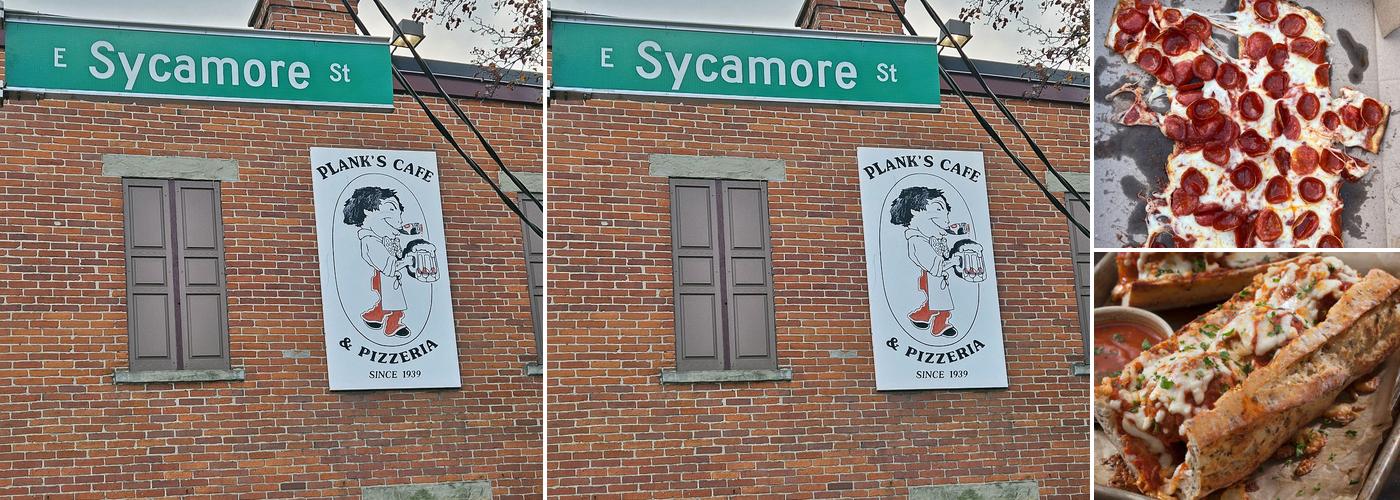 E Sycamore St
PLANK'S CAFE
& PIZZERIA
SINCE 1939
E Sycamore St
PLANK'S CAFE
& PIZZERIA
SINCE 1939